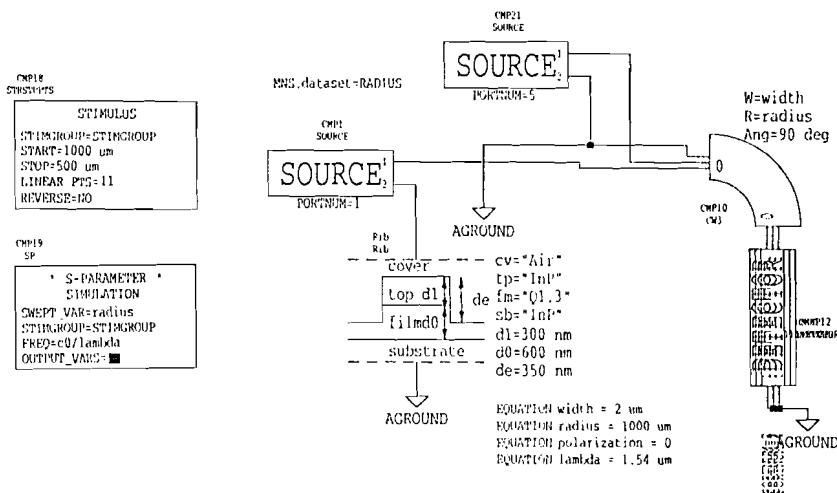 CMP18
STIMULUS
STIMGROUP=STIMGROUP
START=1000 um
STOP=500 um
LINEAR PTS=11
REVERSE=NO
CMP19
SP
* S-PARAMETER *
SIMULATION
SWEPT_VAR=radius
STIMGROUP=STIMGROUP
FREQ=c0/lambda
OUTPUT_VARS=
MNS.dataset=RADIUS
CMP21
SOURCE
SOURCE
1
2
PORTNUM=5
CMP1
SOURCE
SOURCE
1
2
PORTNUM=1
AGROUND
W=width
R=radius
Ang=90 deg
0
CMP10
CW3
Rib
Rib
cover
top d1
filmd0
substrate
de
cv="Air"
tp="InP"
fm="Q1.3"
sb="InP"
d1=300 nm
d0=600 nm
de=350 nm
AGROUND
EQUATION width = 2 um
EQUATION radius = 1000 um
EQUATION polarization = 0
EQUATION lambda = 1.54 um
AGROUND